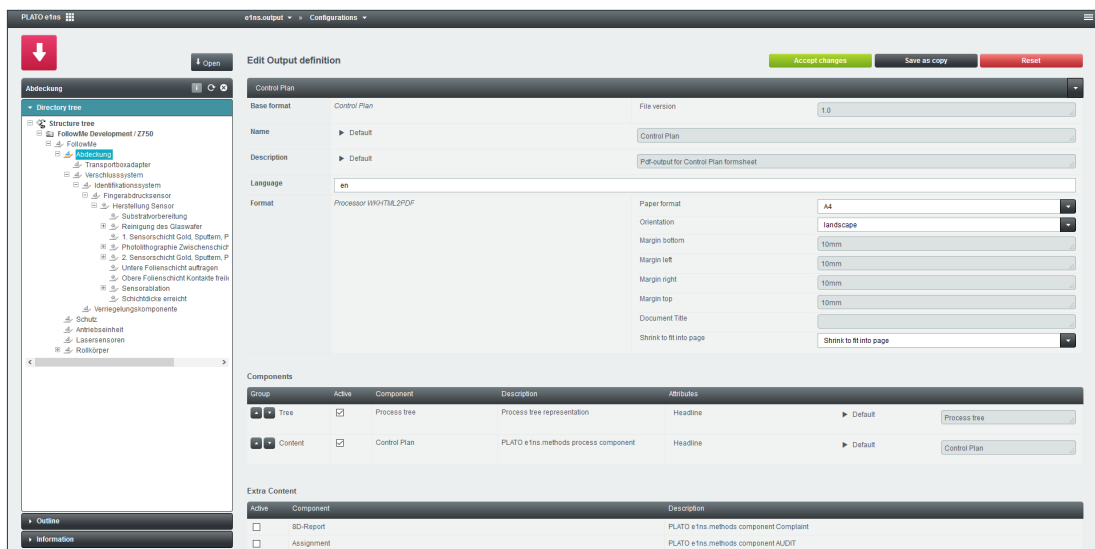 PLATO e1ns
e1ns.output » Configurations
Open
Edit Output definition
Accept changes
Save as copy
Reset
Abdeckung
Directory tree
Structure tree
FollowMe Development / Z750
FollowMe
Abdeckung
Transportboxadapter
Verschlusssystem
Identifikationssystem
Fingerabdrucksensor
Herstellung Sensor
Substratvorbereitung
Reinigung des Glaswafer
1. Sensorschicht Gold, Sputtern, P
Photolithographie Zwischenschicht
2. Sensorschicht Gold, Sputtern, P
Untere Folienschicht auftragen
Obere Folienschicht Kontakte freile
Sensorablation
Schichtdicke erreicht
Verriegelungskomponente
Schutz
Antriebseinheit
Lasersensoren
Rollkörper
Outline
Information
Control Plan
Base format Control Plan File version 1.0
Name Default Control Plan
Description Default Pdf-output for Control Plan formsheet
Language en
Format Processor WKHTML2PDF Paper format A4
Orientation landscape
Margin bottom 10mm
Margin left 10mm
Margin right 10mm
Margin top 10mm
Document Title
Shrink to fit into page Shrink to fit into page
Components
Group Active Component Description Attributes
Tree Process tree Process tree representation Headline Default Process tree
Content Control Plan PLATO e1ns.methods process component Headline Default Control Plan
Extra Content
Active Component Description
8D-Report PLATO e1ns.methods component Complaint
Assignment PLATO e1ns.methods component AUDIT